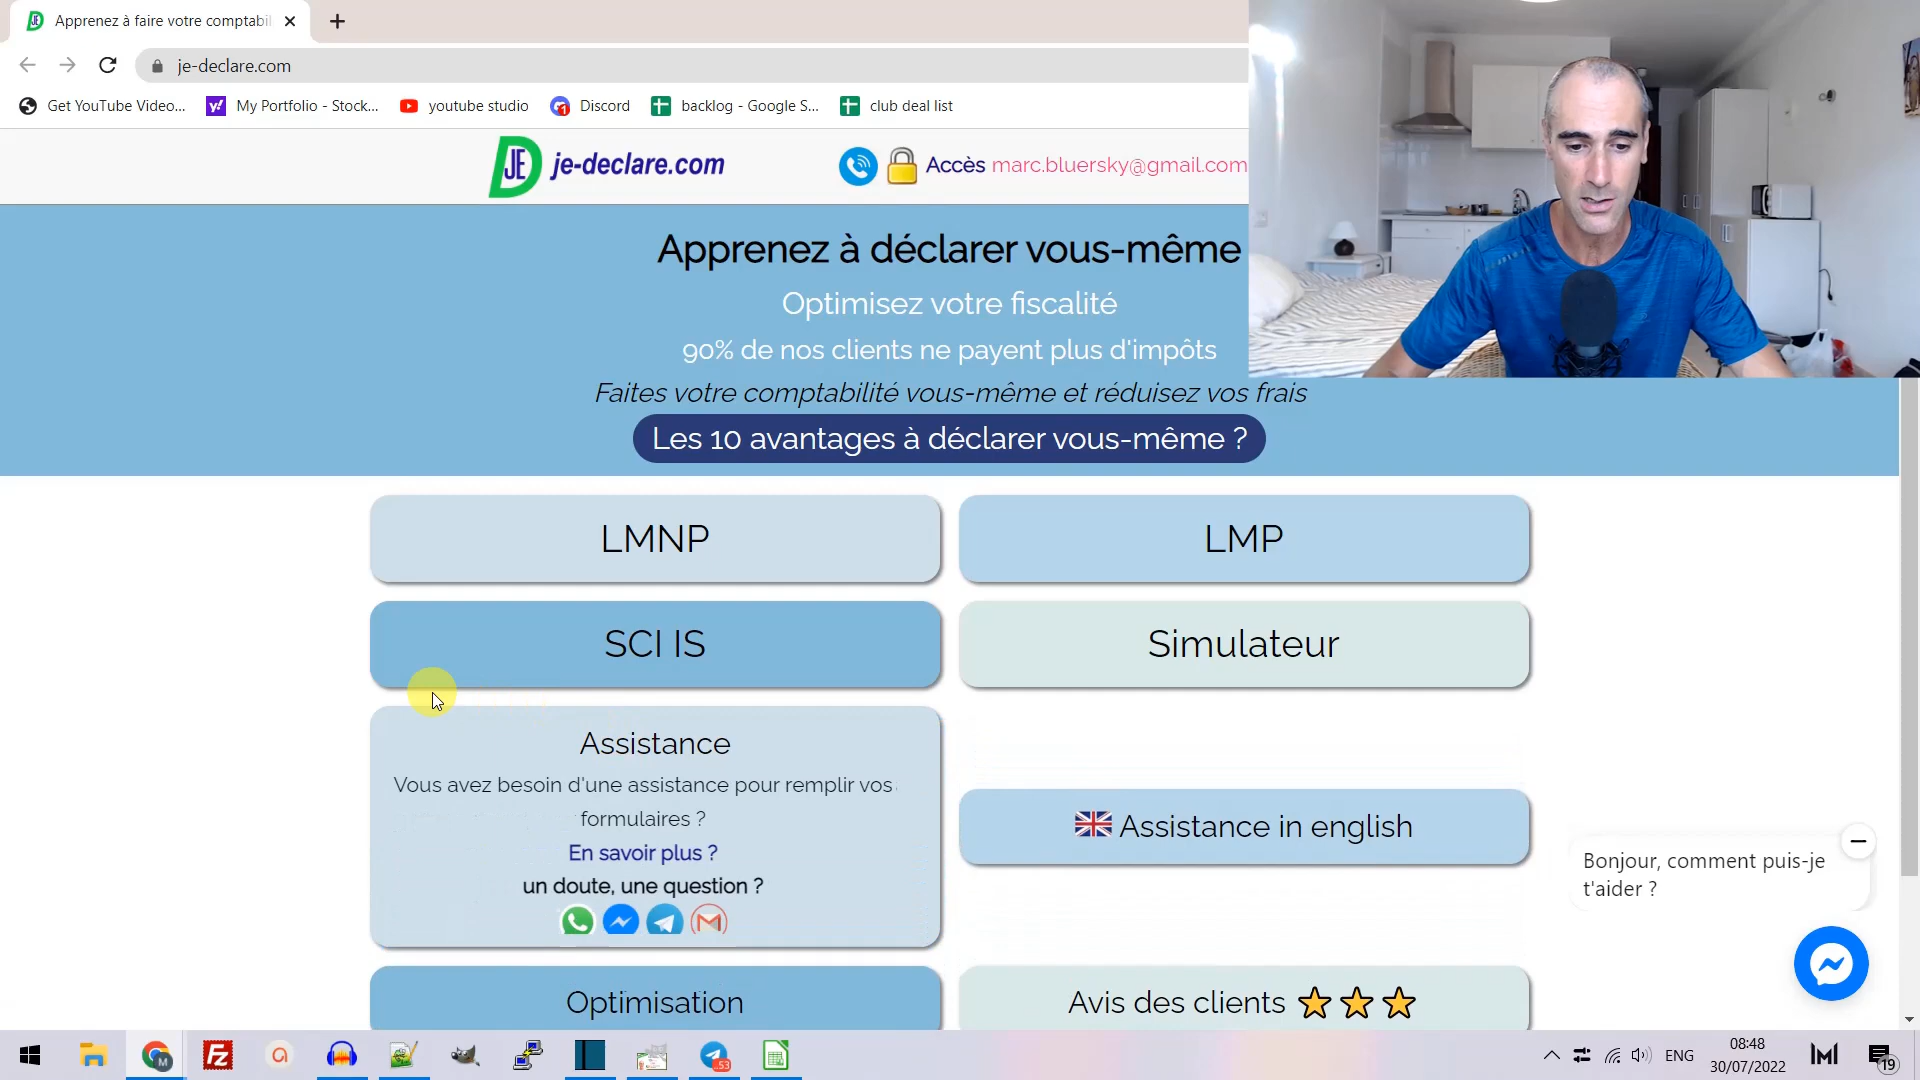 Apprenez à faire votre comptabil
je-declare.com
Get YouTube Video...
My Portfolio - Stock...
youtube studio
Discord
backlog - Google S...
club deal list
JE
je-declare.com
Accès marc.bluersky@gmail.com
Apprenez à déclarer vous-même
Optimisez votre fiscalité
90% de nos clients ne payent plus d'impôts
Faites votre comptabilité vous-même et réduisez vos frais
Les 10 avantages à déclarer vous-même ?
LMNP
LMP
SCI IS
Simulateur
Assistance
Vous avez besoin d'une assistance pour remplir vos
formulaires ?
En savoir plus ?
un doute, une question ?
Assistance in english
Bonjour, comment puis-je
t'aider ?
Optimisation
Avis des clients
53
ENG
08:48
30/07/2022
19